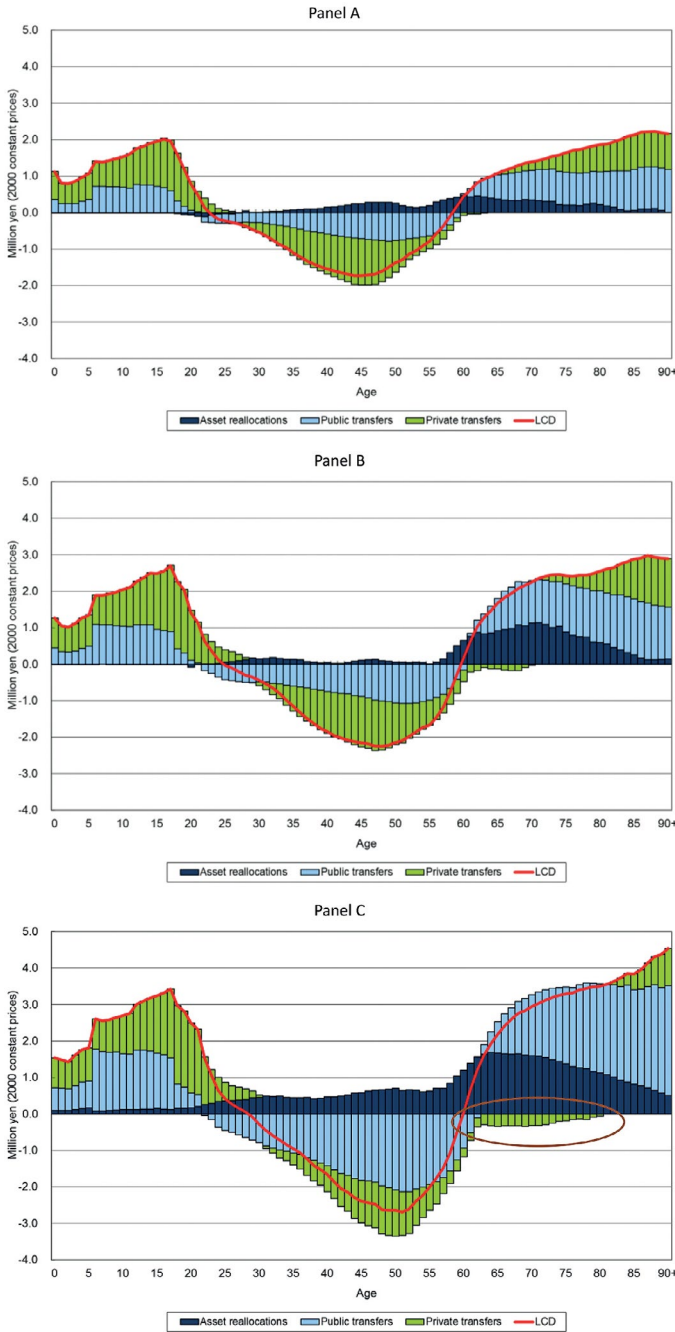 Panel A
5.0
4.0
3.0
2.0
1.0
0.0
-1.0
-2.0
-3.0
-4.0
Million yen (2000 constant prices)
0 5 10 15 20 25 30 35 40 45 50 55 60 65 70 75 80 85 90+
Age
Asset reallocations Public transfers Private transfers LCD
Panel B
5.0
4.0
3.0
2.0
1.0
0.0
-1.0
-2.0
-3.0
-4.0
Million yen (2000 constant prices)
0 5 10 15 20 25 30 35 40 45 50 55 60 65 70 75 80 85 90+
Age
Asset reallocations Public transfers Private transfers LCD
Panel C
5.0
4.0
3.0
2.0
1.0
0.0
-1.0
-2.0
-3.0
-4.0
Million yen (2000 constant prices)
0 5 10 15 20 25 30 35 40 45 50 55 60 65 70 75 80 85 90+
Age
Asset reallocations Public transfers Private transfers LCD